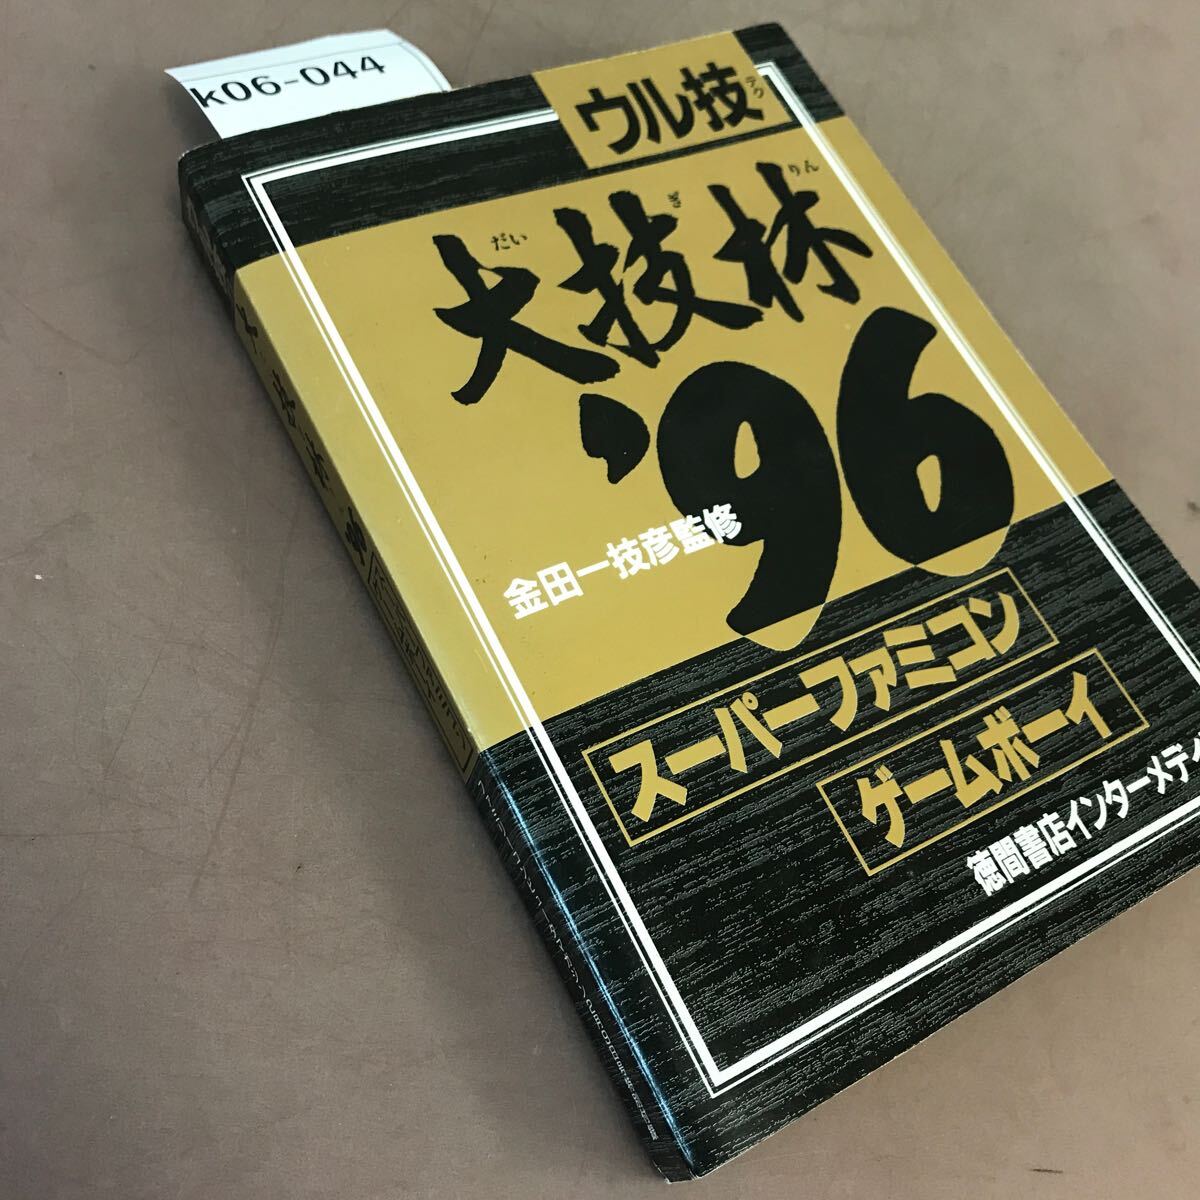 k06-044
ウル技
テク
だい ぎ りん
大技林
'96
金田一技彦監修
スーパーファミコン
ゲームボーイ
徳間書店インターメディ